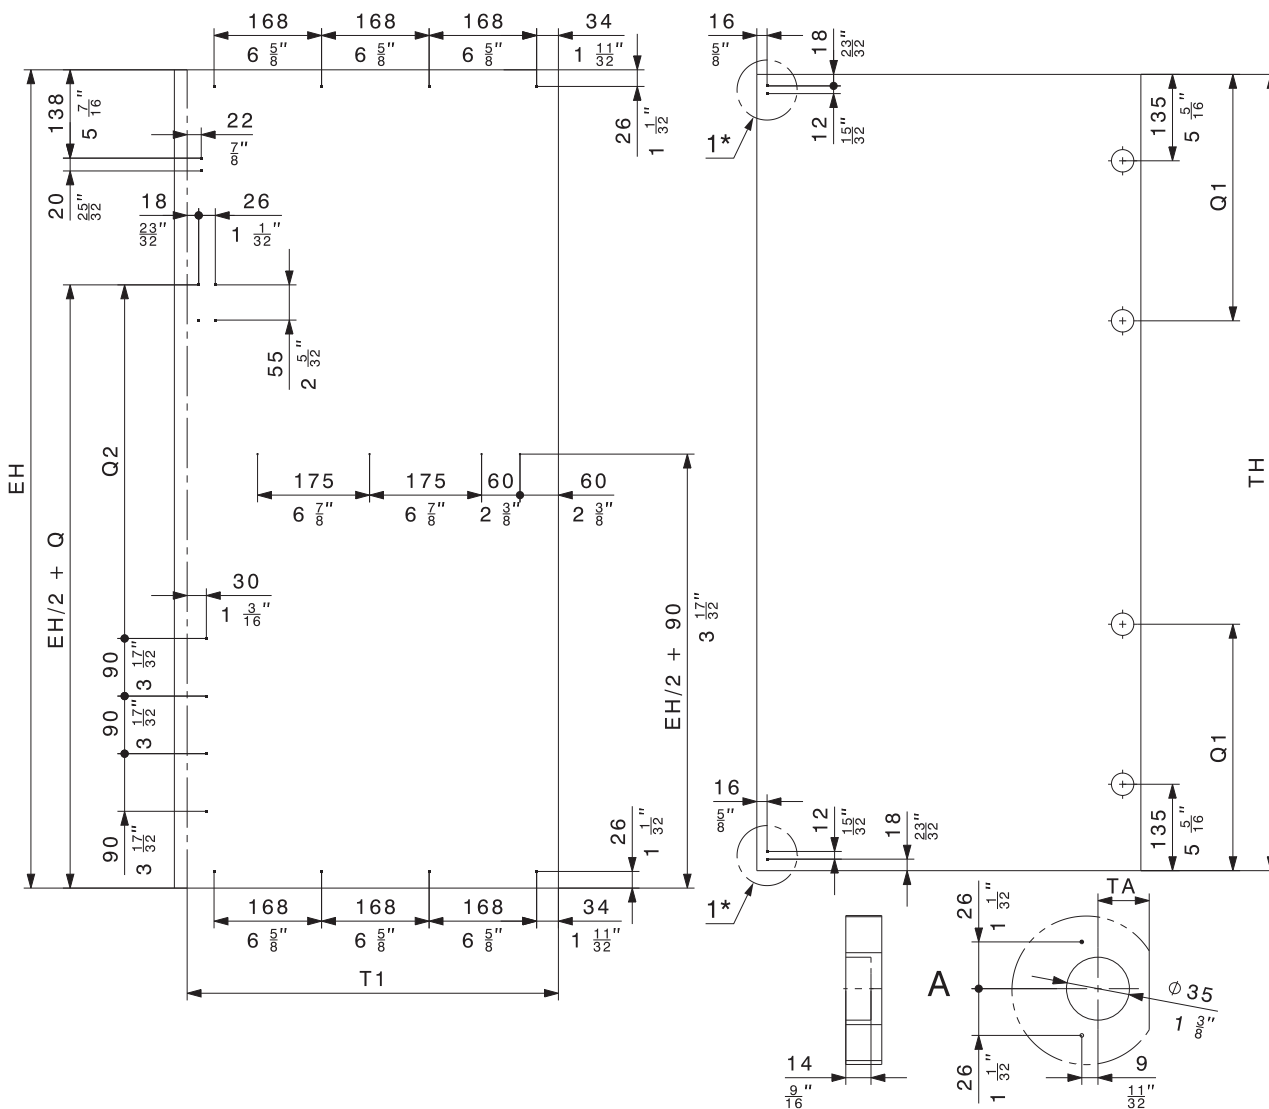 168 168 168 34
6 5/8" 6 5/8" 6 5/8" 1 11/32"
138
5 7/16"
22
7/8"
26
1 1/32"
20
25/32"
18 26
23/32" 1 1/32"
55
2 5/32"
EH
Q2
EH/2 + Q
175 175 60 60
6 7/8" 6 7/8" 2 3/8" 2 3/8"
30
1 3/16"
EH/2 + 90
3 17/32"
90
3 17/32"
90
3 17/32"
90
3 17/32"
26
1 1/32"
168 168 168 34
6 5/8" 6 5/8" 6 5/8" 1 11/32"
T1
16
5/8"
18
23/32"
12
15/32"
1*
135
5 5/16"
Q1
TH
Q1
135
5 5/16"
16
5/8"
12
15/32"
18
23/32"
1*
TA
26
1 1/32"
A
Ø 35
1 3/8"
26
1 1/32"
14
9/16"
9
11/32"